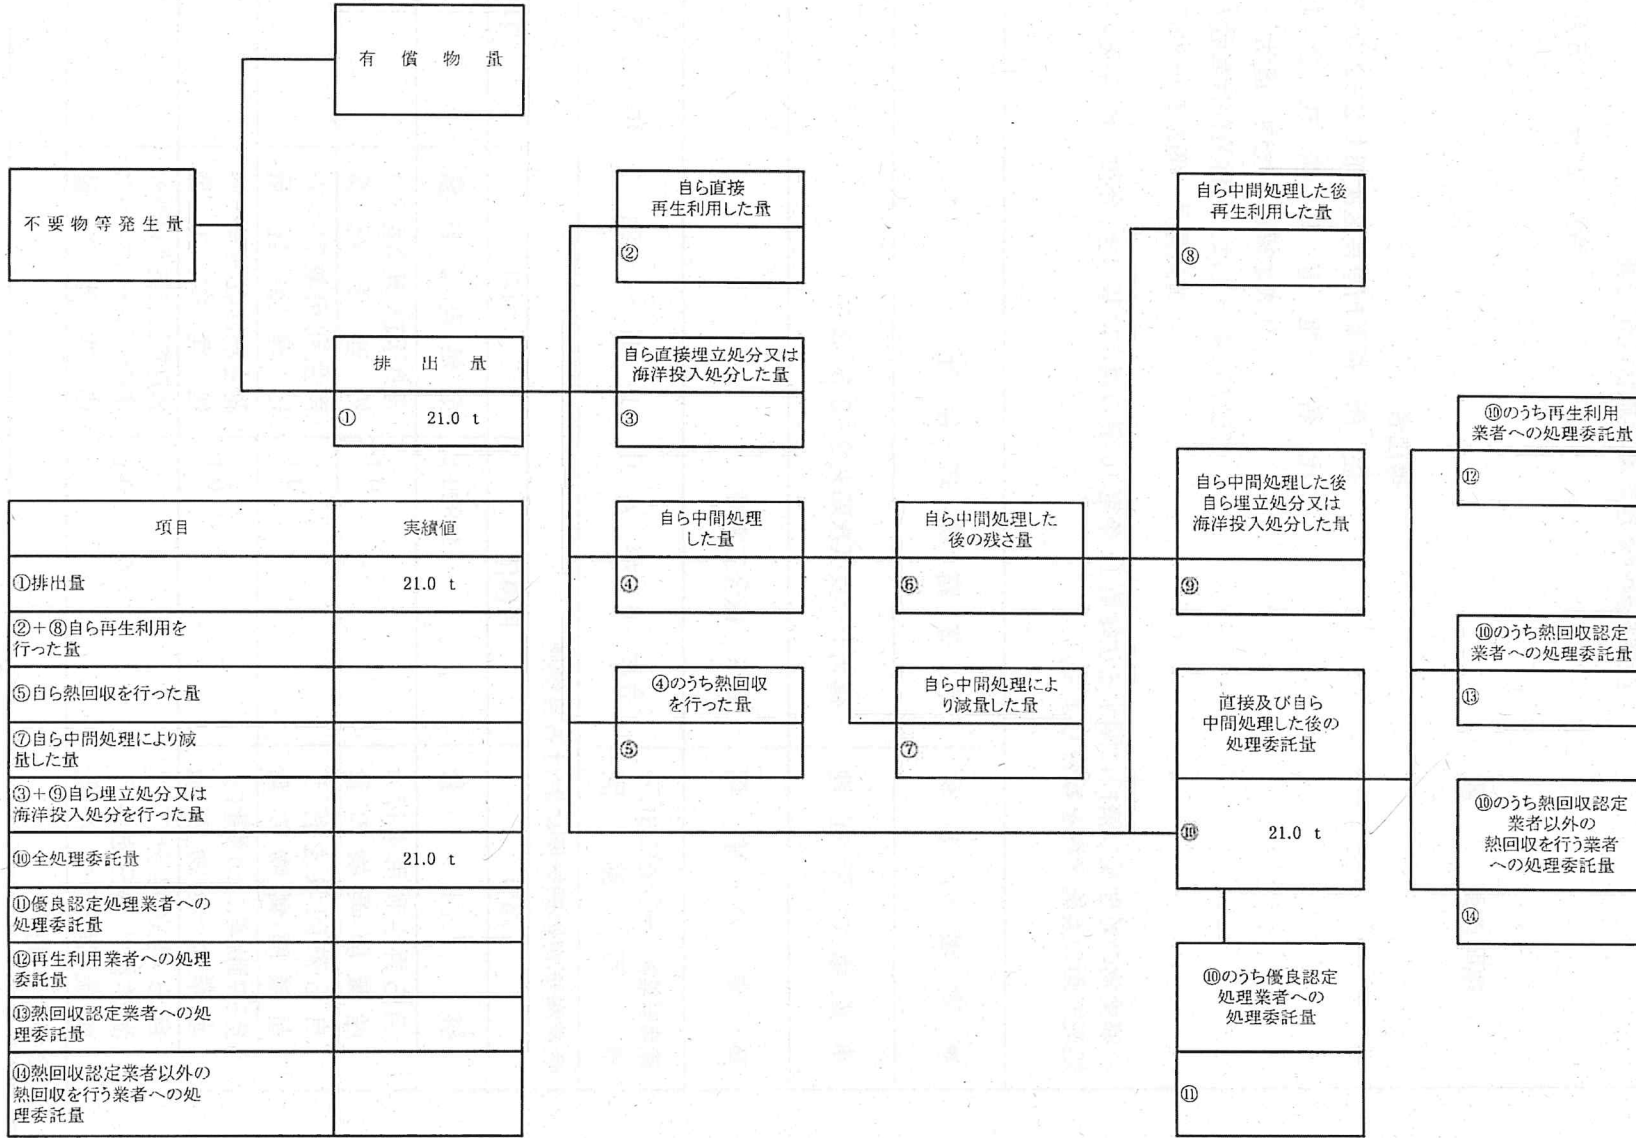 有償物量
不要物等発生量
排出量
① 21.0 t
自ら直接
再生利用した量
②
自ら直接埋立処分又は
海洋投入処分した量
③
自ら中間処理
した量
④
④のうち熱回収
を行った量
⑤
自ら中間処理した
後の残さ量
⑥
自ら中間処理によ
り減量した量
⑦
自ら中間処理した後
再生利用した量
⑧
自ら中間処理した後
自ら埋立処分又は
海洋投入処分した量
⑨
直接及び自ら
中間処理した後の
処理委託量
⑩ 21.0 t
⑩のうち優良認定
処理業者への
処理委託量
⑪
⑩のうち再生利用
業者への処理委託量
⑫
⑩のうち熱回収認定
業者への処理委託量
⑬
⑩のうち熱回収認定
業者以外の
熱回収を行う業者
への処理委託量
⑭
項目 実績値
①排出量 21.0 t
②+⑧自ら再生利用を
行った量
⑤自ら熱回収を行った量
⑦自ら中間処理により減
量した量
③+⑨自ら埋立処分又は
海洋投入処分を行った量
⑩全処理委託量 21.0 t
⑪優良認定処理業者への
処理委託量
⑫再生利用業者への処理
委託量
⑬熱回収認定業者への処
理委託量
⑭熱回収認定業者以外の
熱回収を行う業者への処
理委託量